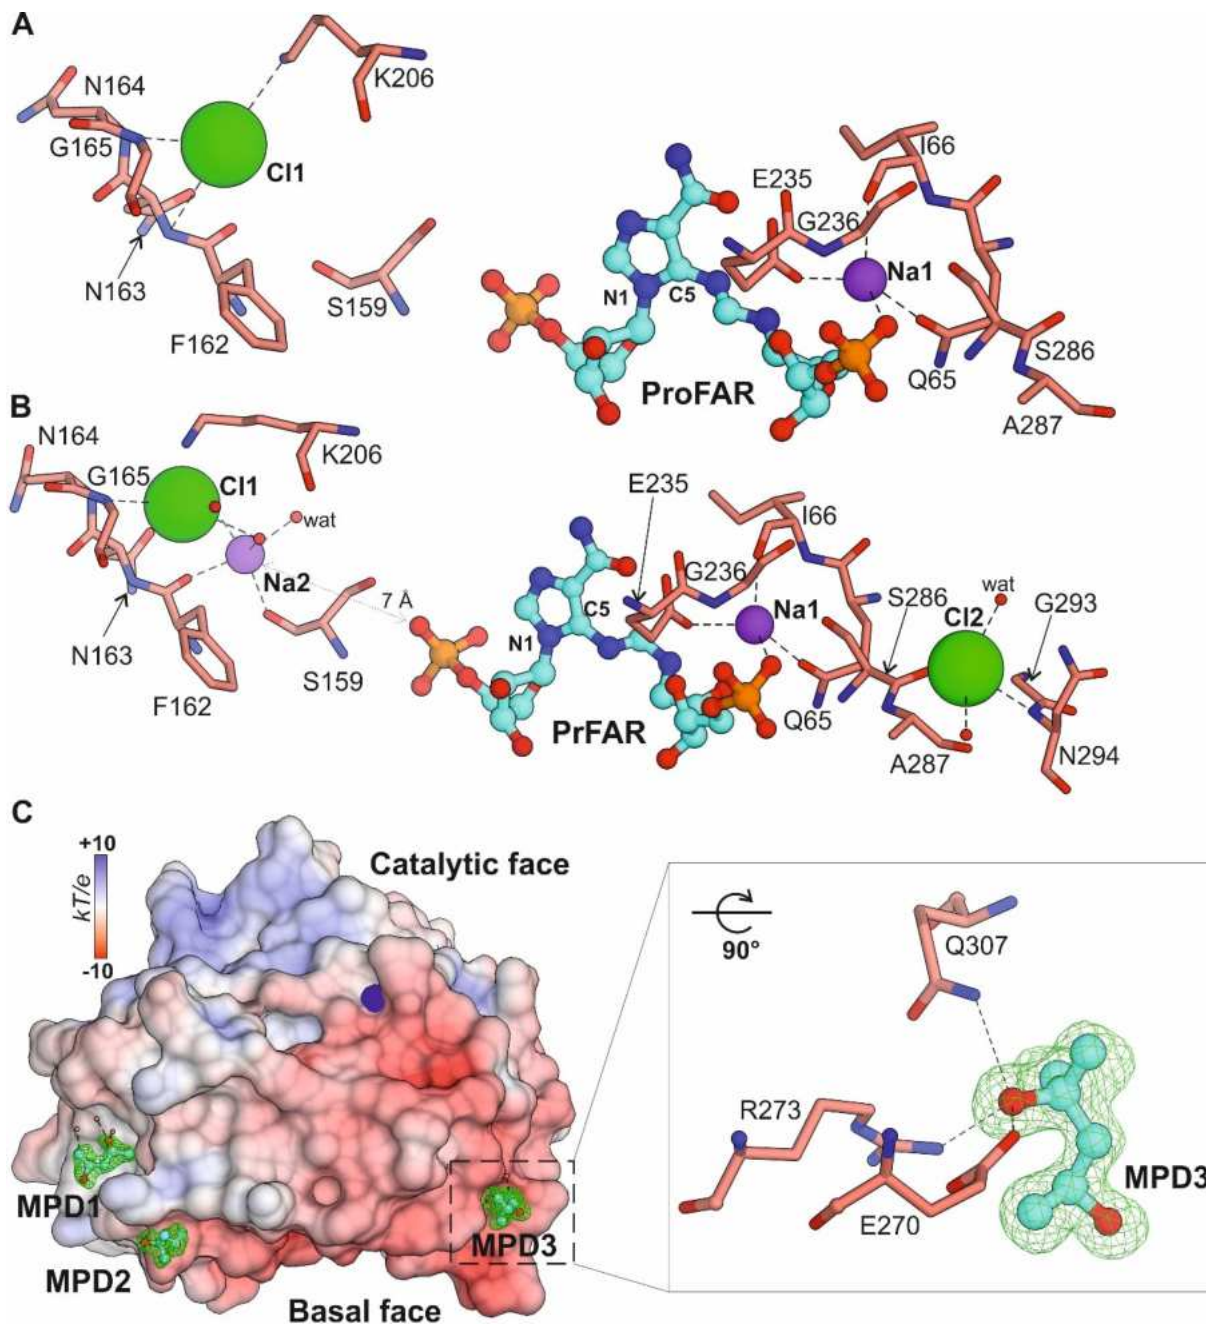 A
N164
K206
G165
Cl1
I66
E235
G236
Na1
N163
N1
C5
S159
F162
S286
Q65
ProFAR
A287
B
N164
K206
G165
Cl1
E235
wat
I66
G236
Na2
7 Å
C5
Na1
S286
wat
Cl2
G293
N163
N1
S159
F162
Q65
PrFAR
A287
N294
C
+10
kT/e
-10
Catalytic face
90°
Q307
R273
MPD1
MPD3
E270
MPD3
MPD2
Basal face